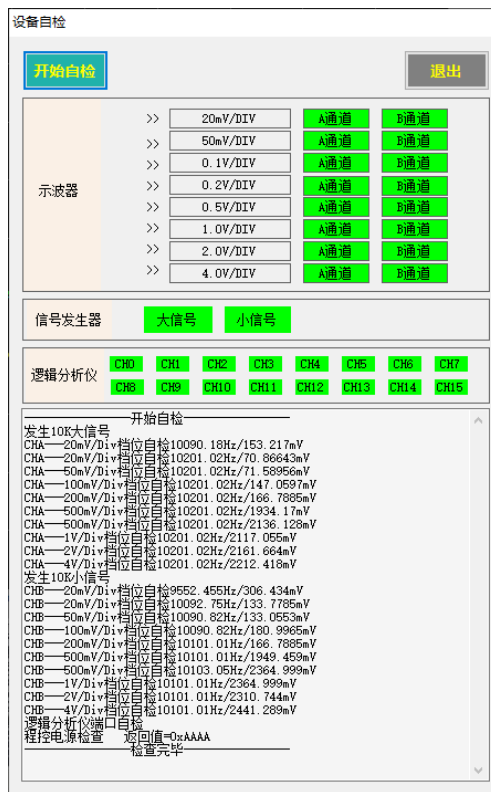 设备自检
开始自检 退出
示波器
>> 20mV/DIV A通道 B通道
>> 50mV/DIV A通道 B通道
>> 0.1V/DIV A通道 B通道
>> 0.2V/DIV A通道 B通道
>> 0.5V/DIV A通道 B通道
>> 1.0V/DIV A通道 B通道
>> 2.0V/DIV A通道 B通道
>> 4.0V/DIV A通道 B通道
信号发生器 大信号 小信号
逻辑分析仪
CH0 CH1 CH2 CH3 CH4 CH5 CH6 CH7
CH8 CH9 CH10 CH11 CH12 CH13 CH14 CH15
——————开始自检——————
发生10K大信号
CHA——20mV/Div档位自检10090.18Hz/153.217mV
CHA——20mV/Div档位自检10201.02Hz/70.86643mV
CHA——50mV/Div档位自检10201.02Hz/71.58956mV
CHA——100mV/Div档位自检10201.02Hz/147.0597mV
CHA——200mV/Div档位自检10201.02Hz/166.7885mV
CHA——500mV/Div档位自检10201.02Hz/1934.17mV
CHA——500mV/Div档位自检10201.02Hz/2136.128mV
CHA——1V/Div档位自检10201.02Hz/2117.055mV
CHA——2V/Div档位自检10201.02Hz/2161.664mV
CHA——4V/Div档位自检10201.02Hz/2212.418mV
发生10K小信号
CHB——20mV/Div档位自检9552.455Hz/306.434mV
CHB——20mV/Div档位自检10092.75Hz/133.7785mV
CHB——50mV/Div档位自检10090.82Hz/133.0553mV
CHB——100mV/Div档位自检10090.82Hz/180.9965mV
CHB——200mV/Div档位自检10101.01Hz/166.7885mV
CHB——500mV/Div档位自检10101.01Hz/1949.459mV
CHB——500mV/Div档位自检10103.05Hz/2364.999mV
CHB——1V/Div档位自检10101.01Hz/2364.999mV
CHB——2V/Div档位自检10101.01Hz/2310.744mV
CHB——4V/Div档位自检10101.01Hz/2441.289mV
逻辑分析仪端口自检
程控电源检查 返回值=0xAAAA
——————检查完毕——————